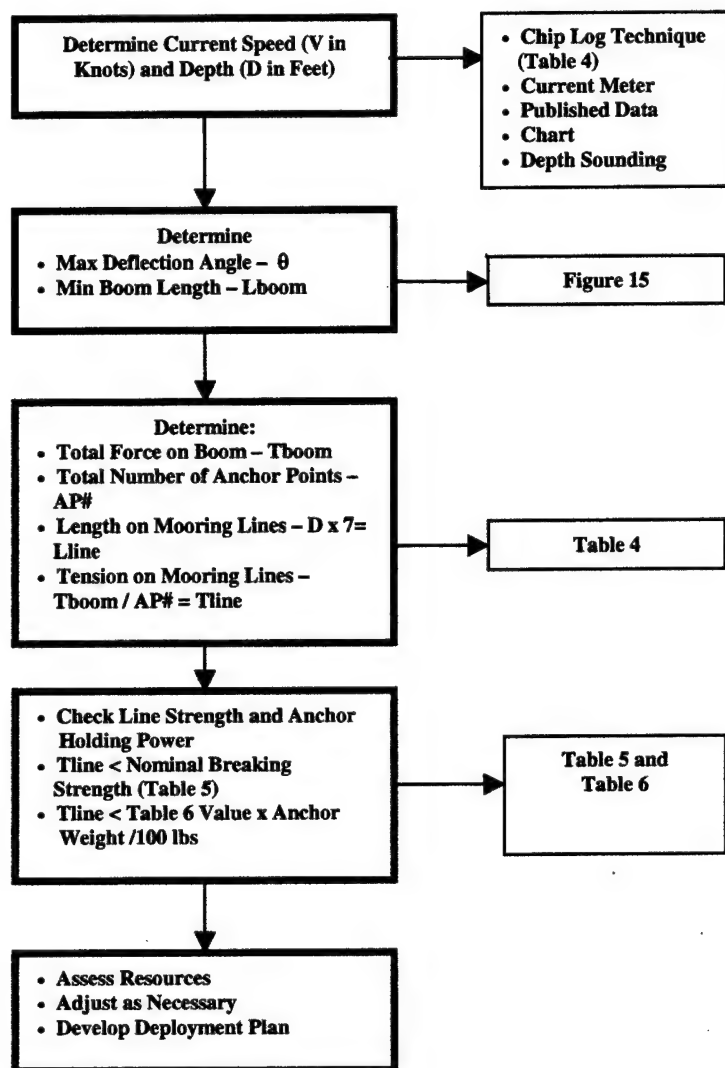 Determine Current Speed (V in
Knots) and Depth (D in Feet)
• Chip Log Technique
(Table 4)
• Current Meter
• Published Data
• Chart
• Depth Sounding
Determine
• Max Deflection Angle – θ
• Min Boom Length – Lboom
Figure 15
Determine:
• Total Force on Boom – Tboom
• Total Number of Anchor Points –
AP#
• Length on Mooring Lines – D x 7=
Lline
• Tension on Mooring Lines –
Tboom / AP# = Tline
Table 4
• Check Line Strength and Anchor
Holding Power
• Tline < Nominal Breaking
Strength (Table 5)
• Tline < Table 6 Value x Anchor
Weight /100 lbs
Table 5 and
Table 6
• Assess Resources
• Adjust as Necessary
• Develop Deployment Plan